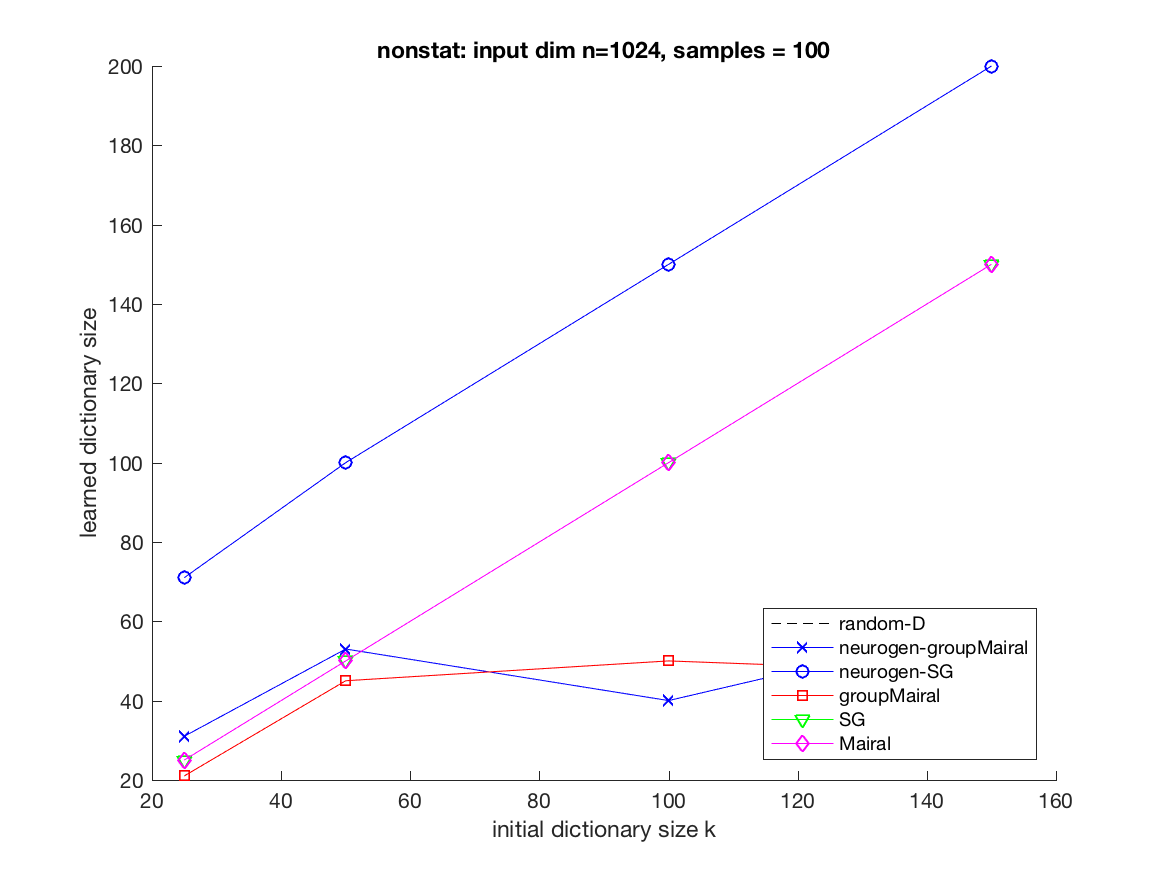 nonstat: input dim n=1024, samples = 100
200
180
160
140
120
100
80
60
40
20
learned dictionary size
20
40
60
80
100
120
140
160
initial dictionary size k
random-D
neurogen-groupMairal
neurogen-SG
groupMairal
SG
Mairal